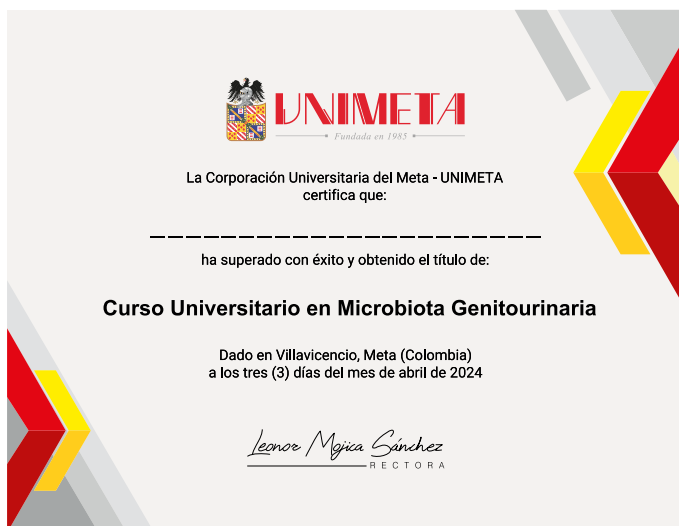 UNIMETA
Fundada en 1985
La Corporación Universitaria del Meta - UNIMETA
certifica que:
ha superado con éxito y obtenido el título de:
Curso Universitario en Microbiota Genitourinaria
Dado en Villavicencio, Meta (Colombia)
a los tres (3) días del mes de abril de 2024
Leonor Mojica Sánchez
RECTORA